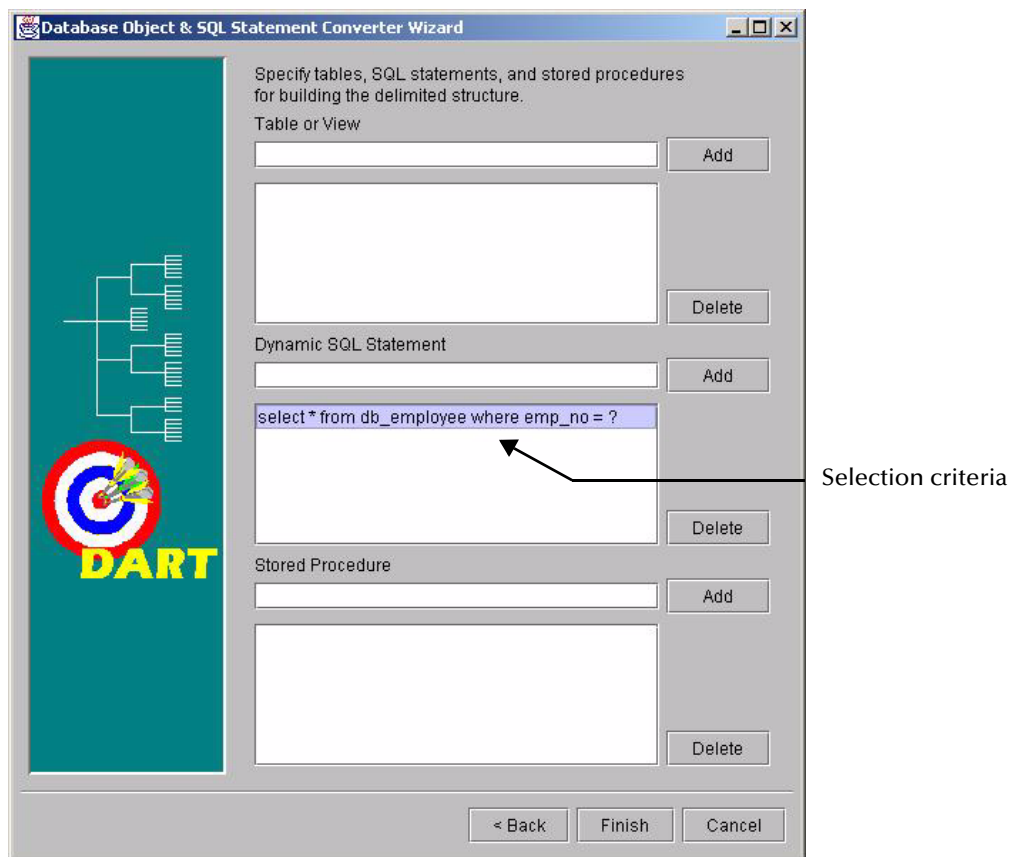 Database Object & SQL Statement Converter Wizard
Specify tables, SQL statements, and stored procedures
for building the delimited structure.
Table or View
Add
Delete
Dynamic SQL Statement
Add
select * from db_employee where emp_no = ?
Selection criteria
Delete
DART
Stored Procedure
Add
Delete
< Back
Finish
Cancel